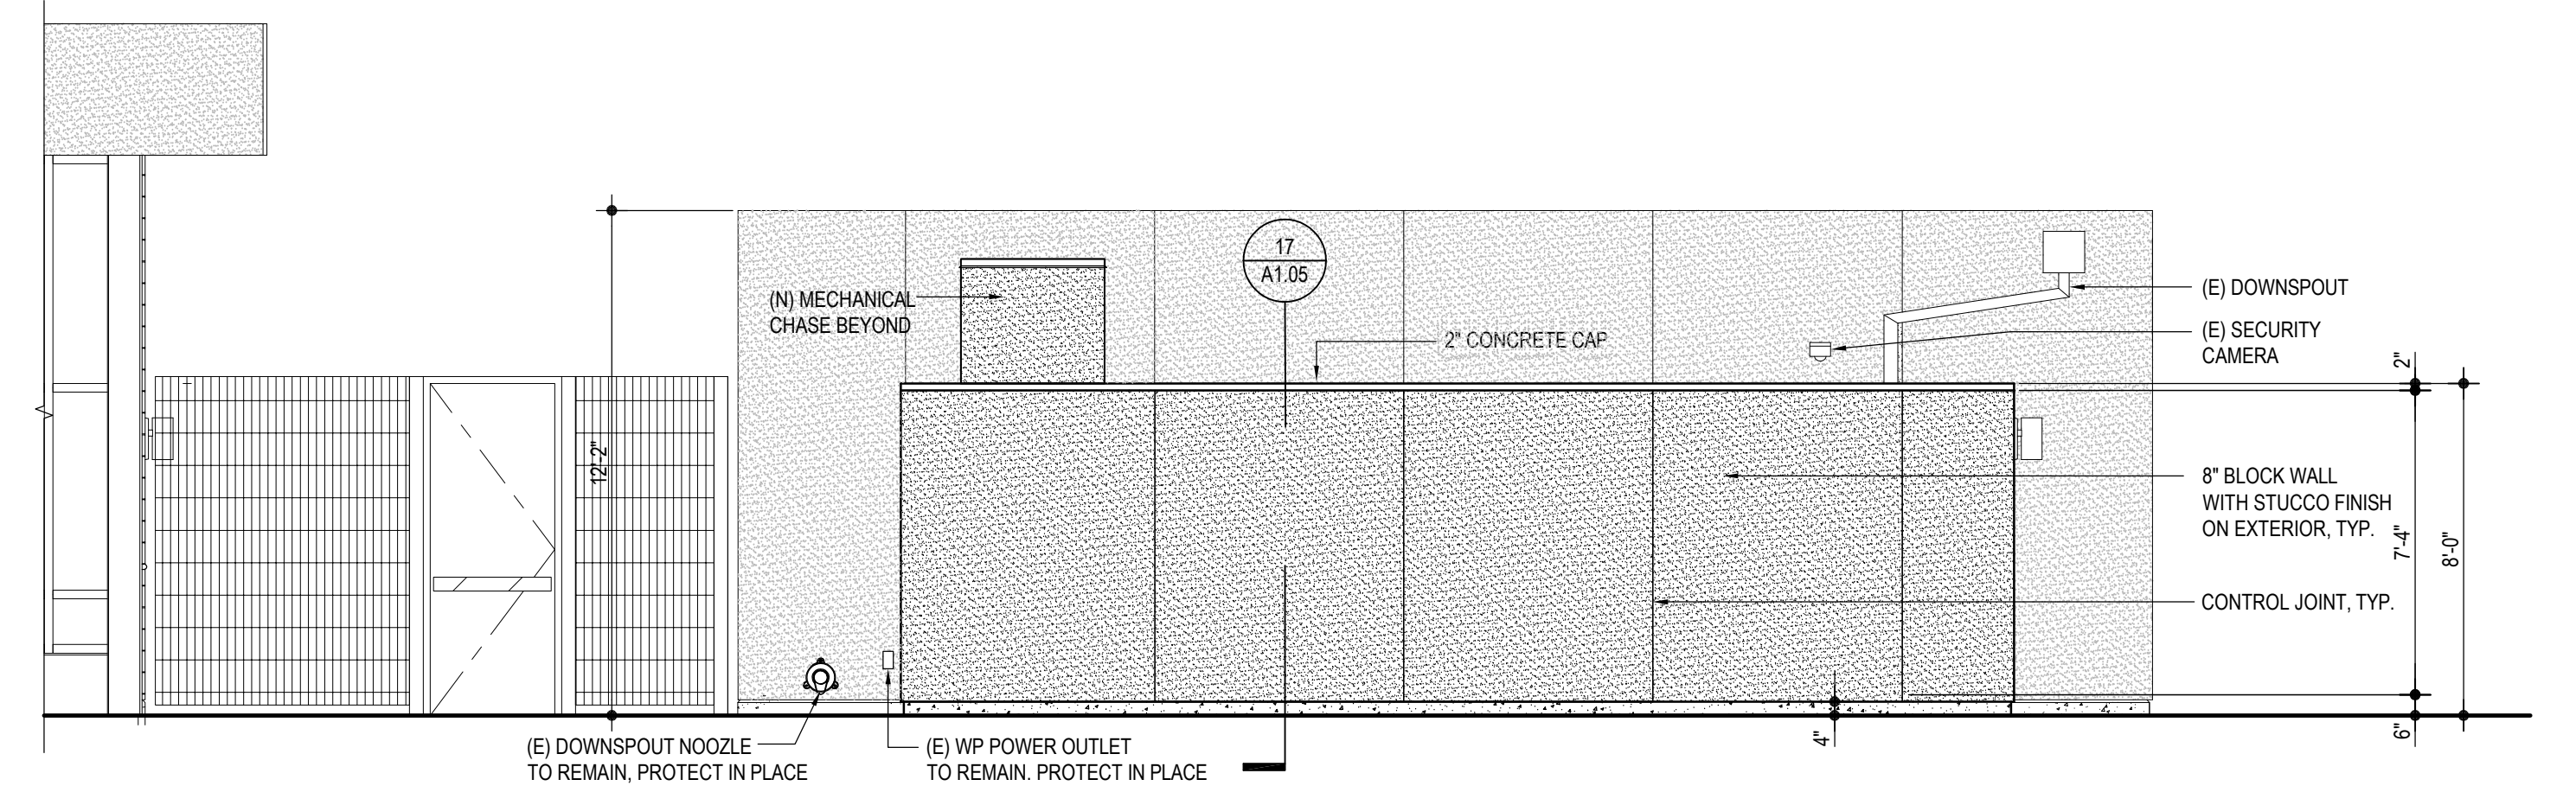 17
A1.05
(N) MECHANICAL
CHASE BEYOND
2" CONCRETE CAP
(E) DOWNSPOUT
(E) SECURITY
CAMERA
2"
12'-2"
8" BLOCK WALL
WITH STUCCO FINISH
ON EXTERIOR, TYP.
7'-4"
8'-0"
CONTROL JOINT, TYP.
(E) DOWNSPOUT NOOZLE
TO REMAIN, PROTECT IN PLACE
(E) WP POWER OUTLET
TO REMAIN. PROTECT IN PLACE
4"
6"